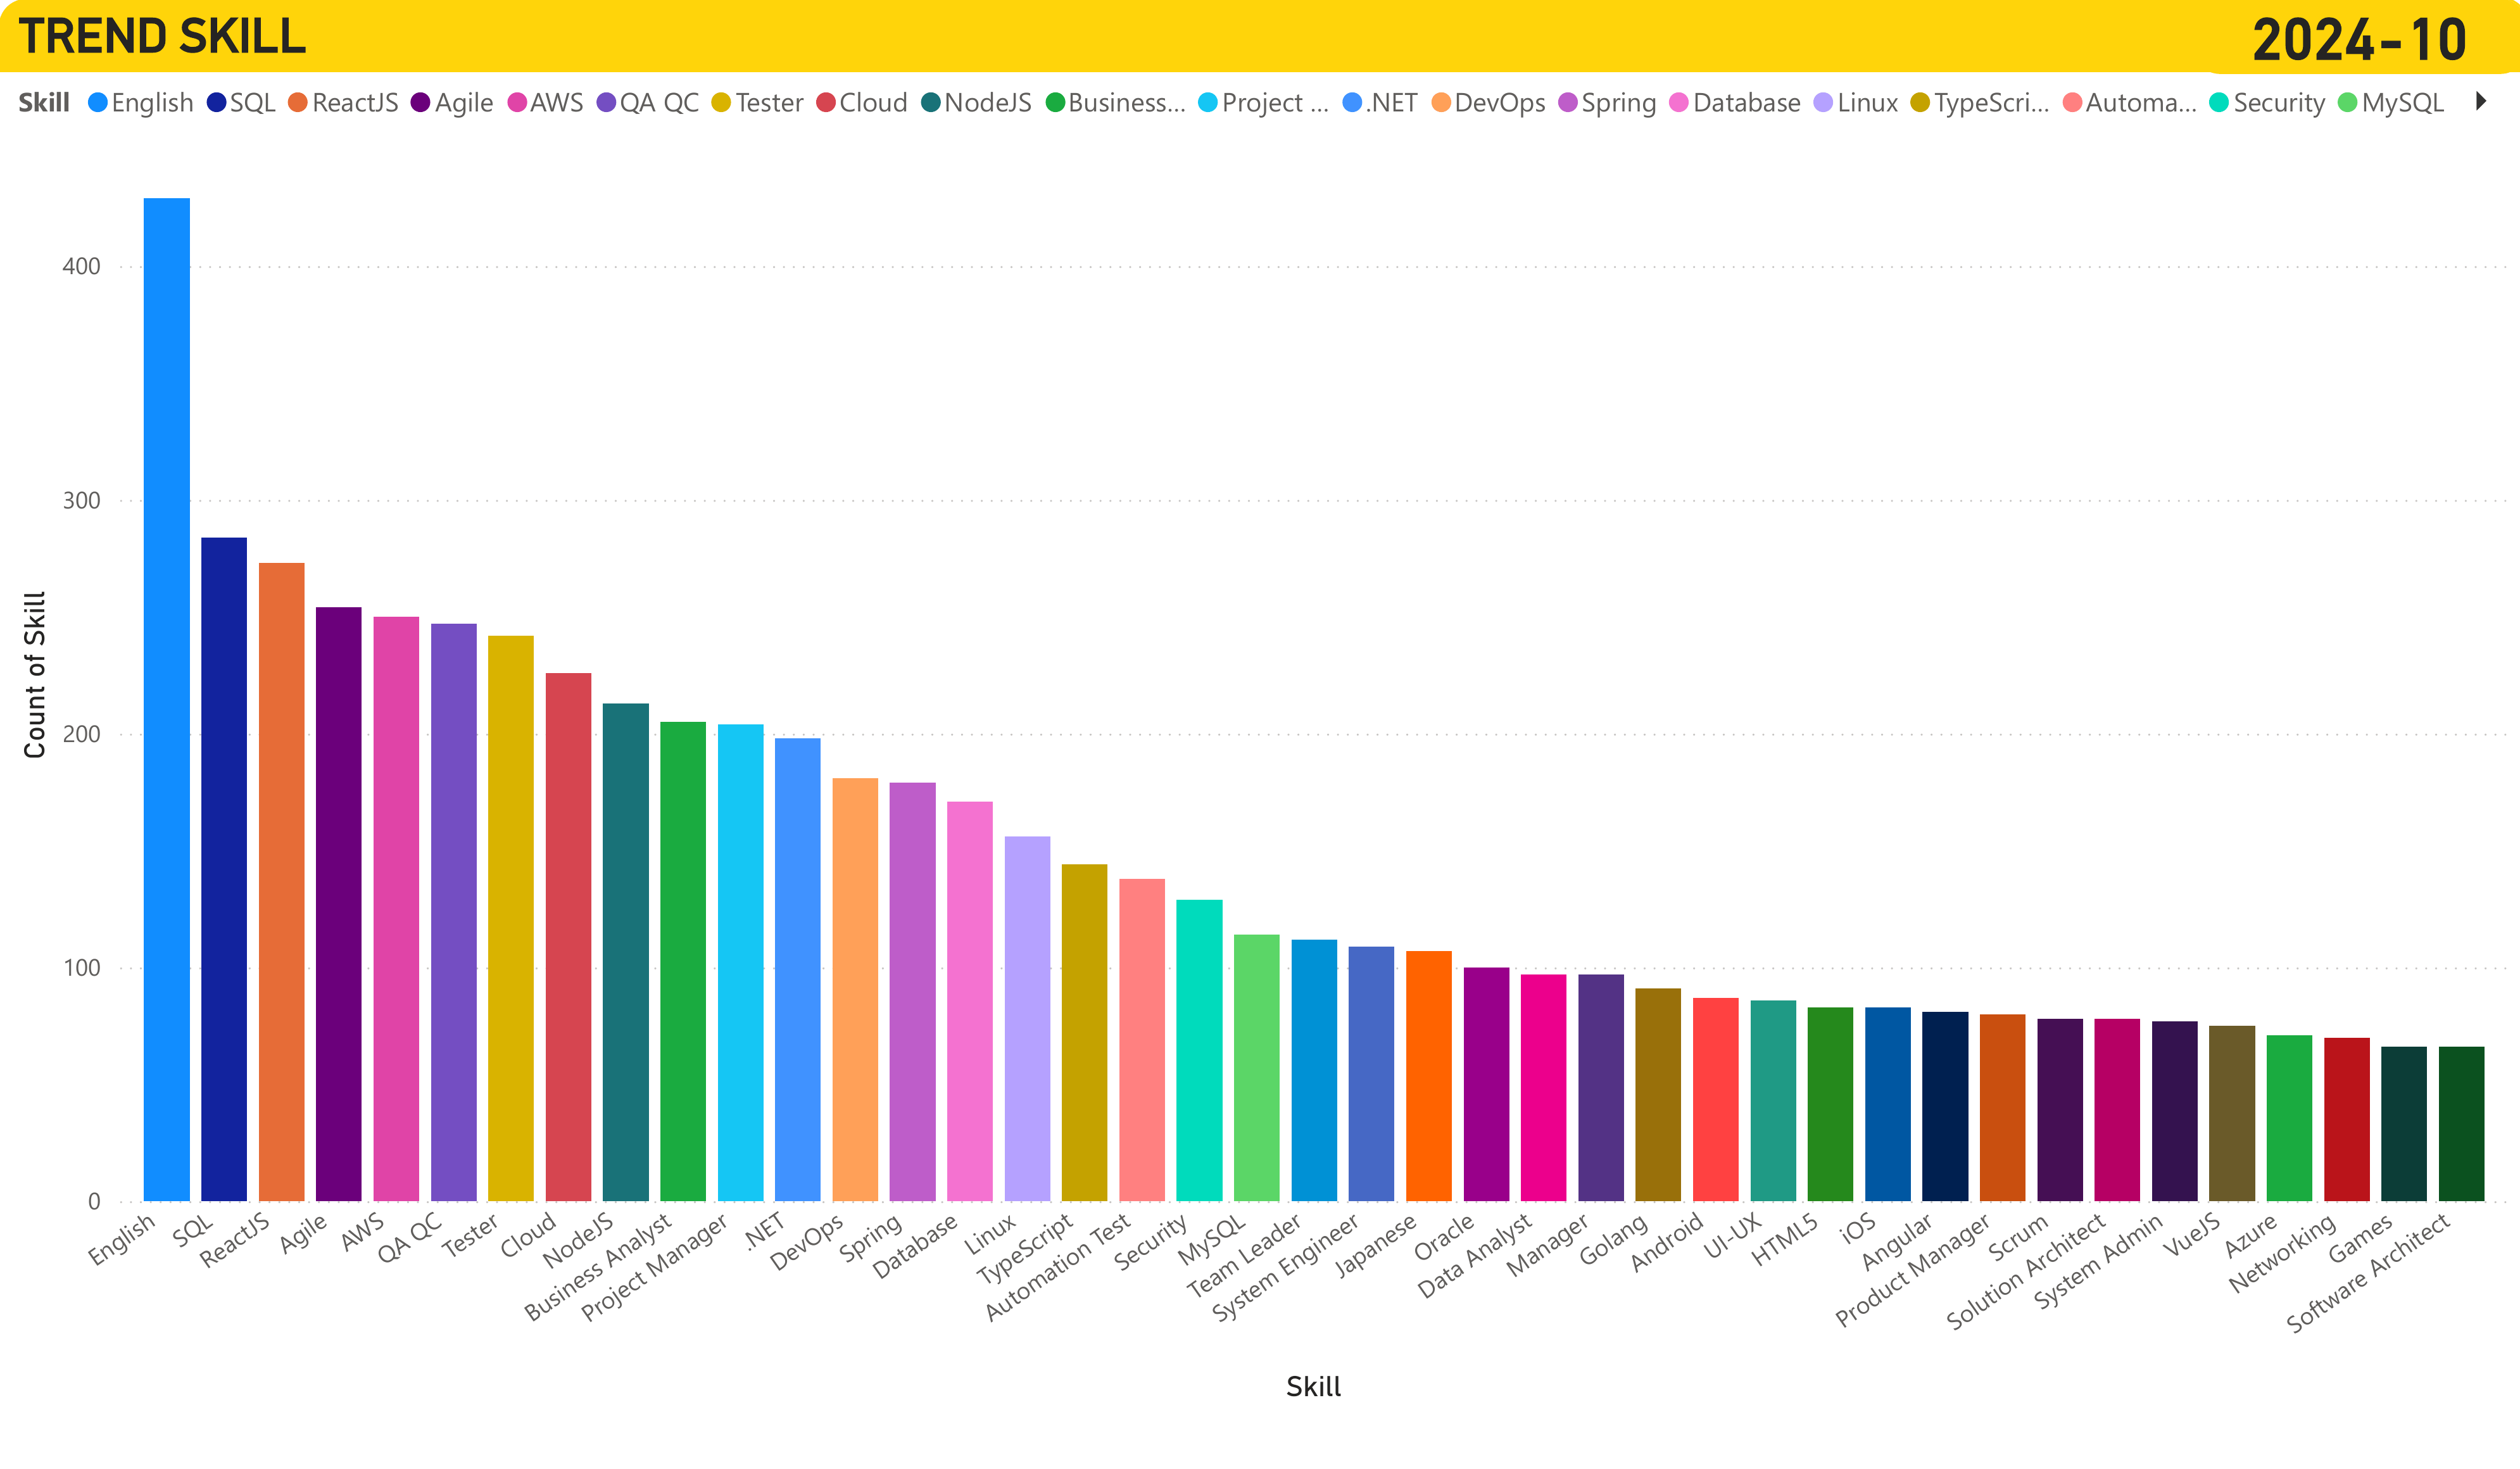 TREND SKILL
2024-10
Skill English SQL ReactJS Agile AWS QA QC Tester Cloud NodeJS Business... Project ... .NET DevOps Spring Database Linux TypeScri... Automa... Security MySQL
Count of Skill
400
300
200
100
0
English
SQL
ReactJS
Agile
AWS
QA QC
Tester
Cloud
NodeJS
Business Analyst
Project Manager
.NET
DevOps
Spring
Database
Linux
TypeScript
Automation Test
Security
MySQL
Team Leader
System Engineer
Japanese
Oracle
Data Analyst
Manager
Golang
Android
UI-UX
HTML5
iOS
Angular
Product Manager
Scrum
Solution Architect
System Admin
VueJS
Azure
Networking
Games
Software Architect
Skill